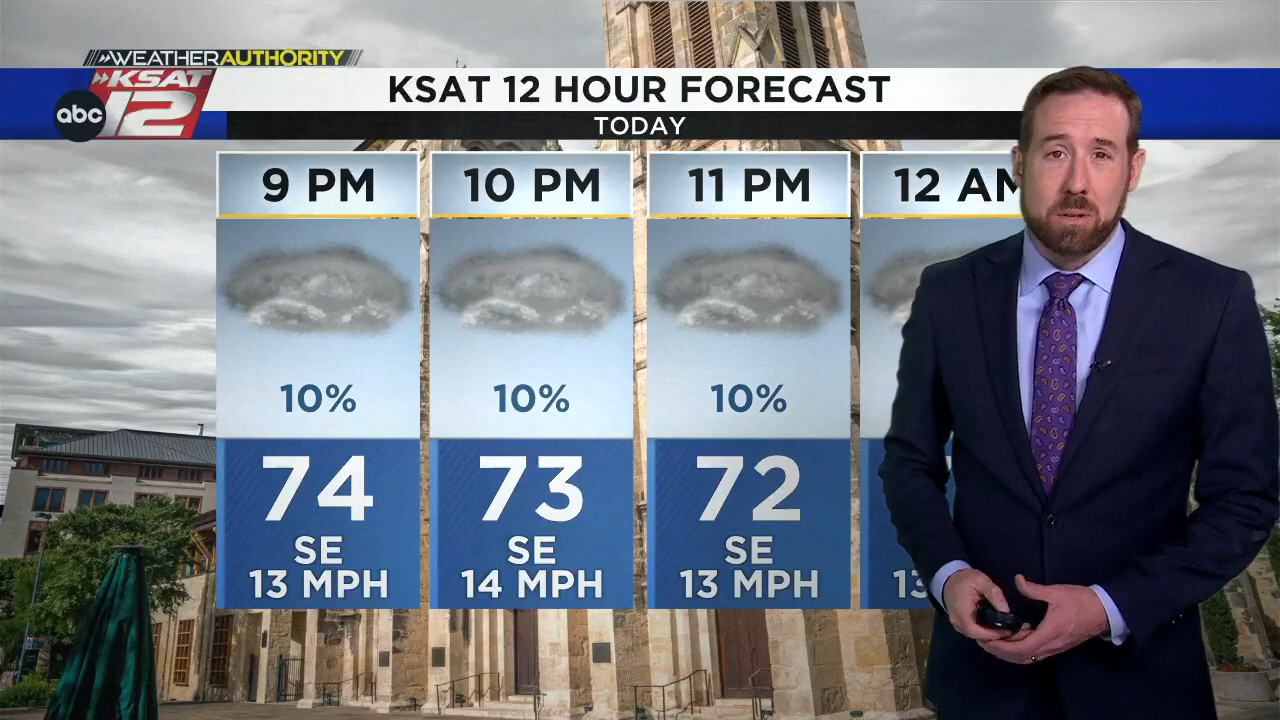 WEATHERAUTHORITY
KSAT
abc 12
KSAT 12 HOUR FORECAST
TODAY
9 PM
10 PM
11 PM
12 AM
10%
10%
10%
74
73
72
SE
SE
SE
13 MPH
14 MPH
13 MPH
13